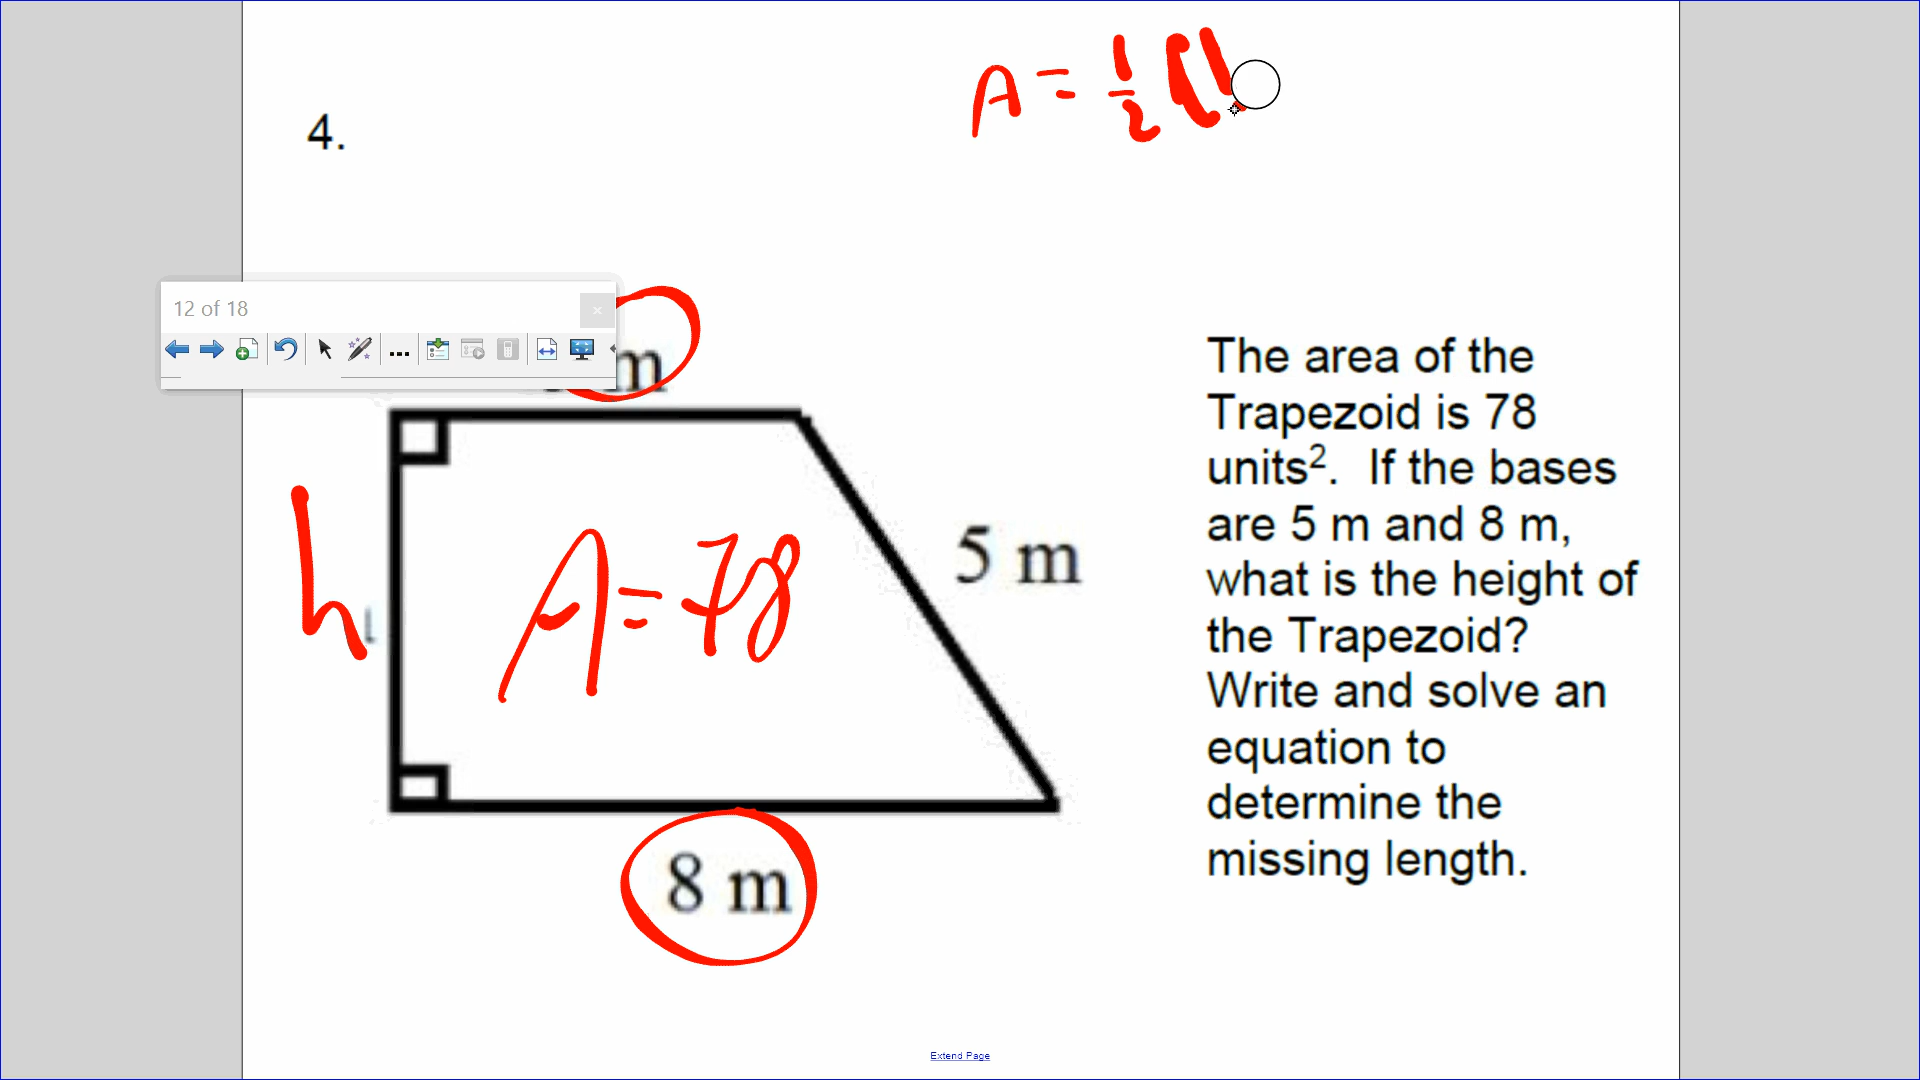 A = 1/2 (
4.
12 of 18
m
The area of the
Trapezoid is 78
units². If the bases
are 5 m and 8 m,
what is the height of
the Trapezoid?
Write and solve an
equation to
determine the
missing length.
h
A = 78
5 m
8 m
Extend Page